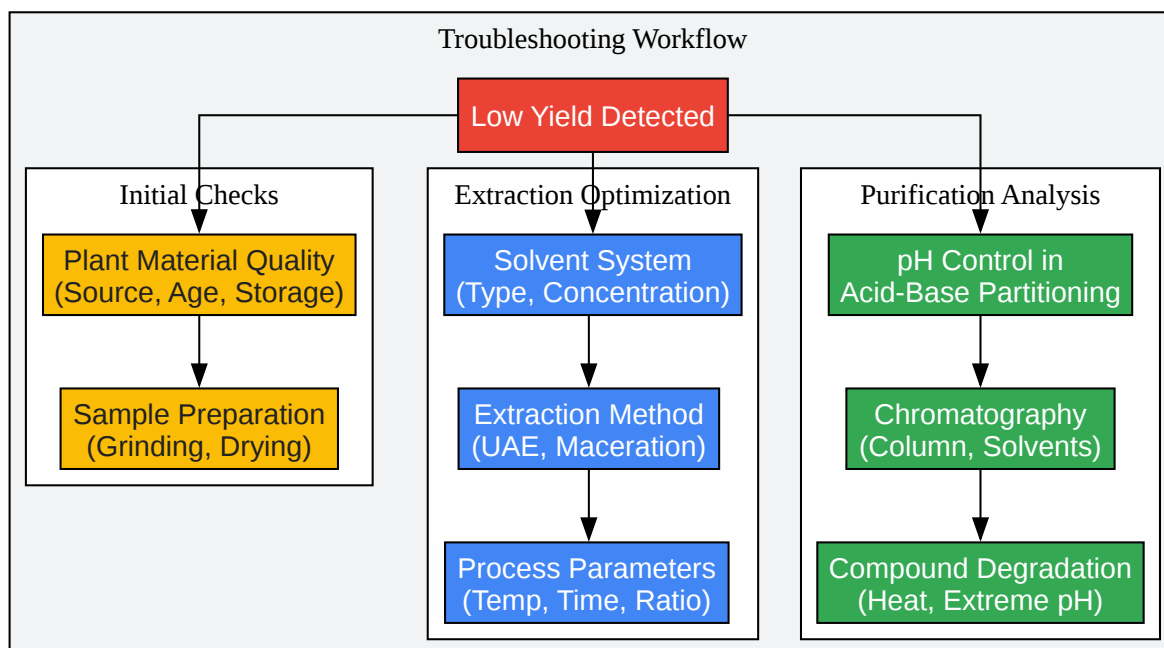 Troubleshooting Workflow
Low Yield Detected
Initial Checks
Plant Material Quality
(Source, Age, Storage)
Sample Preparation
(Grinding, Drying)
Extraction Optimization
Solvent System
(Type, Concentration)
Extraction Method
(UAE, Maceration)
Process Parameters
(Temp, Time, Ratio)
Purification Analysis
pH Control in
Acid-Base Partitioning
Chromatography
(Column, Solvents)
Compound Degradation
(Heat, Extreme pH)